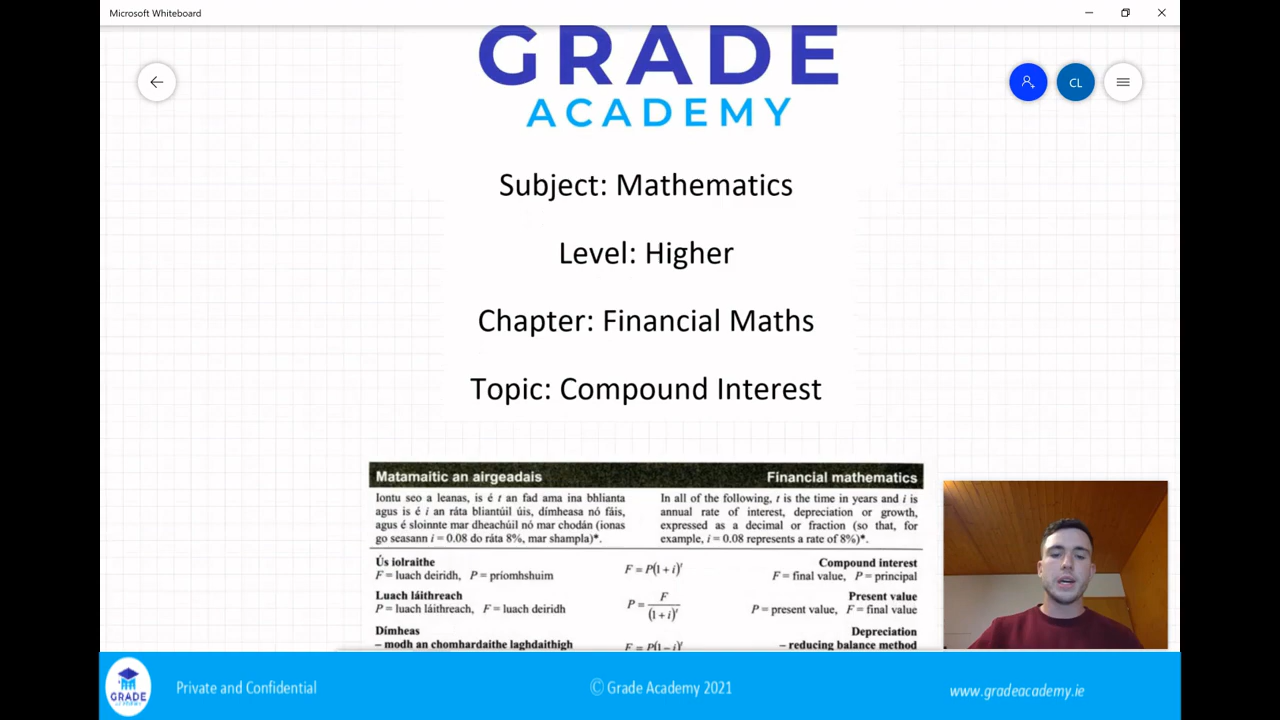 Microsoft Whiteboard
GRADE
ACADEMY
CL
Subject: Mathematics
Level: Higher
Chapter: Financial Maths
Topic: Compound Interest
Matamaitic an airgeadais
Financial mathematics
Iontu seo a leanas, is é t an fad ama ina bhlianta
agus is é i an ráta bliantúil úis, dímheasa nó fáis,
agus é sloinnte mar dheachúil nó mar chodán (ionas
go seasann i = 0.08 do ráta 8%, mar shampla)*.
In all of the following, t is the time in years and i is
annual rate of interest, depreciation or growth,
expressed as a decimal or fraction (so that, for
example, i = 0.08 represents a rate of 8%)*.
Ús iolraithe
F = luach deiridh, P = príomhshuim
F = P(1 + i)^t
Compound interest
F = final value, P = principal
Luach láithreach
P = luach láithreach, F = luach deiridh
P = F / (1 + i)^t
Present value
P = present value, F = final value
Dímheas
– modh an chomhardaithe laghdaithigh
F = P(1 – i)^t
Depreciation
– reducing balance method
GRADE
ACADEMY
Private and Confidential
© Grade Academy 2021
www.gradeacademy.ie